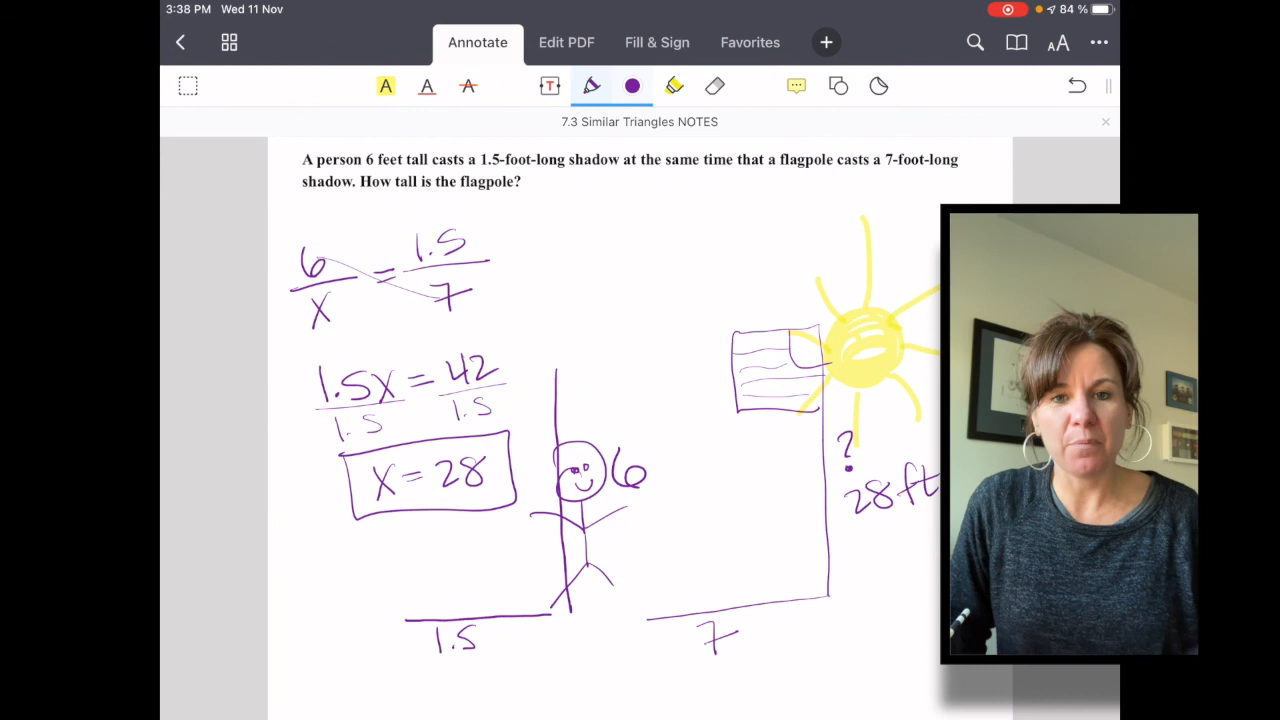 3:38 PM Wed 11 Nov
84 %
Annotate Edit PDF Fill & Sign Favorites
A A A T
7.3 Similar Triangles NOTES
A person 6 feet tall casts a 1.5-foot-long shadow at the same time that a flagpole casts a 7-foot-long
shadow. How tall is the flagpole?
6/x = 1.5/7
1.5x = 42
1.5 1.5
x = 28
6
?
28 ft
1.5
7